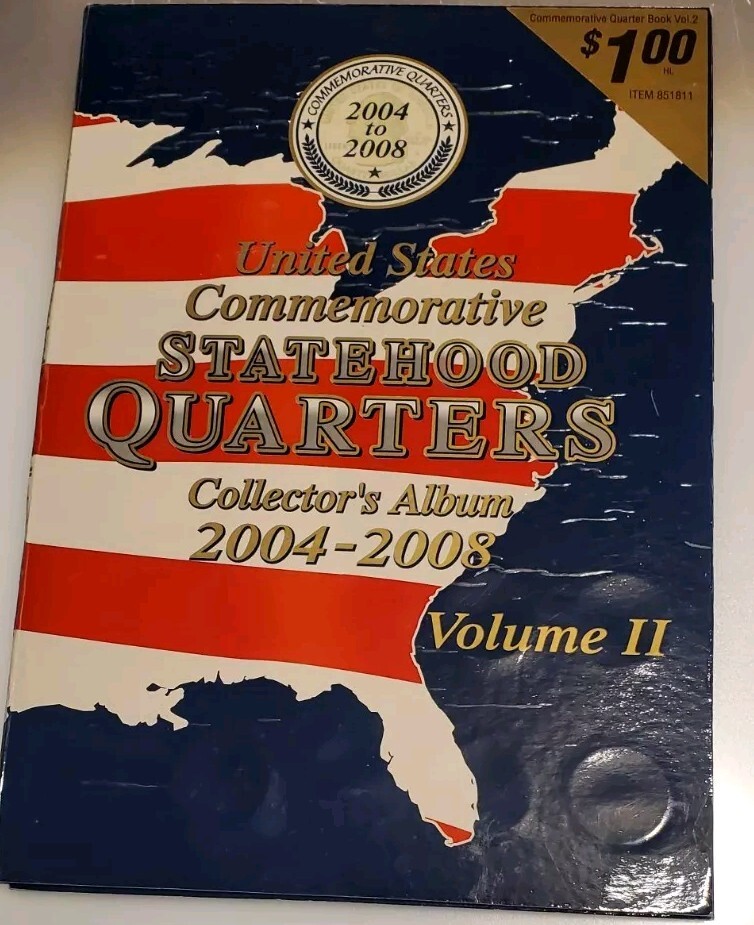 Commemorative Quarter Book Vol.2
$1.00
HL
ITEM 851811
COMMEMORATIVE QUARTERS
2004
to
2008
United States
Commemorative
STATEHOOD
QUARTERS
Collector's Album
2004-2008
Volume II